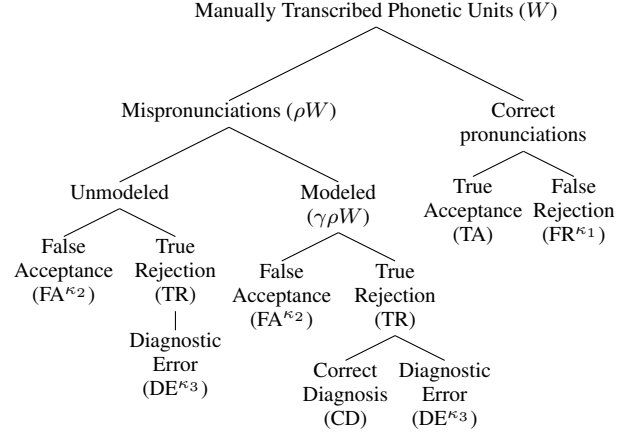 Manually Transcribed Phonetic Units (W)
Mispronunciations (ρW)
Correct
pronunciations
Unmodeled
Modeled
(γρW)
True
Acceptance
(TA)
False
Rejection
(FR^κ1)
False
Acceptance
(FA^κ2)
True
Rejection
(TR)
False
Acceptance
(FA^κ2)
True
Rejection
(TR)
Diagnostic
Error
(DE^κ3)
Correct
Diagnosis
(CD)
Diagnostic
Error
(DE^κ3)